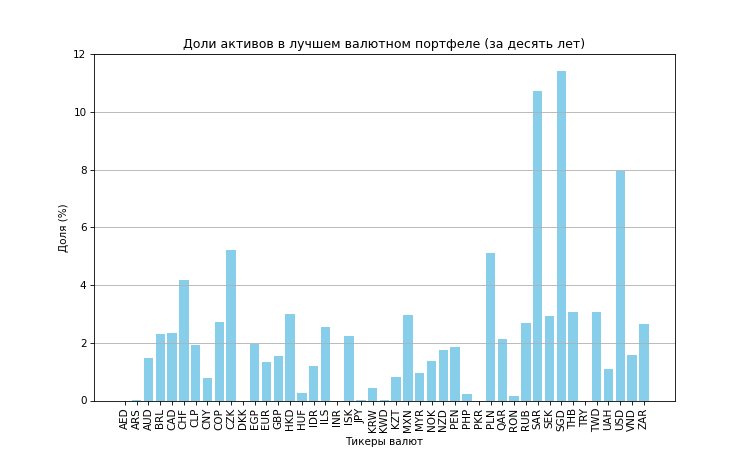 Доли активов в лучшем валютном портфеле (за десять лет)
12
10
8
6
4
2
0
Доля (%)
AED ARS AUD BRL CAD CHF CLP CNY COP CZK DKK EGP EUR GBP HKD HUF IDR ILS INR ISK JPY KRW KWD KZT MXN MYR NOK NZD PEN PHP PKR PLN QAR RON RUB SAR SEK SGD THB TRY TWD UAH USD VND ZAR
Тикеры валют